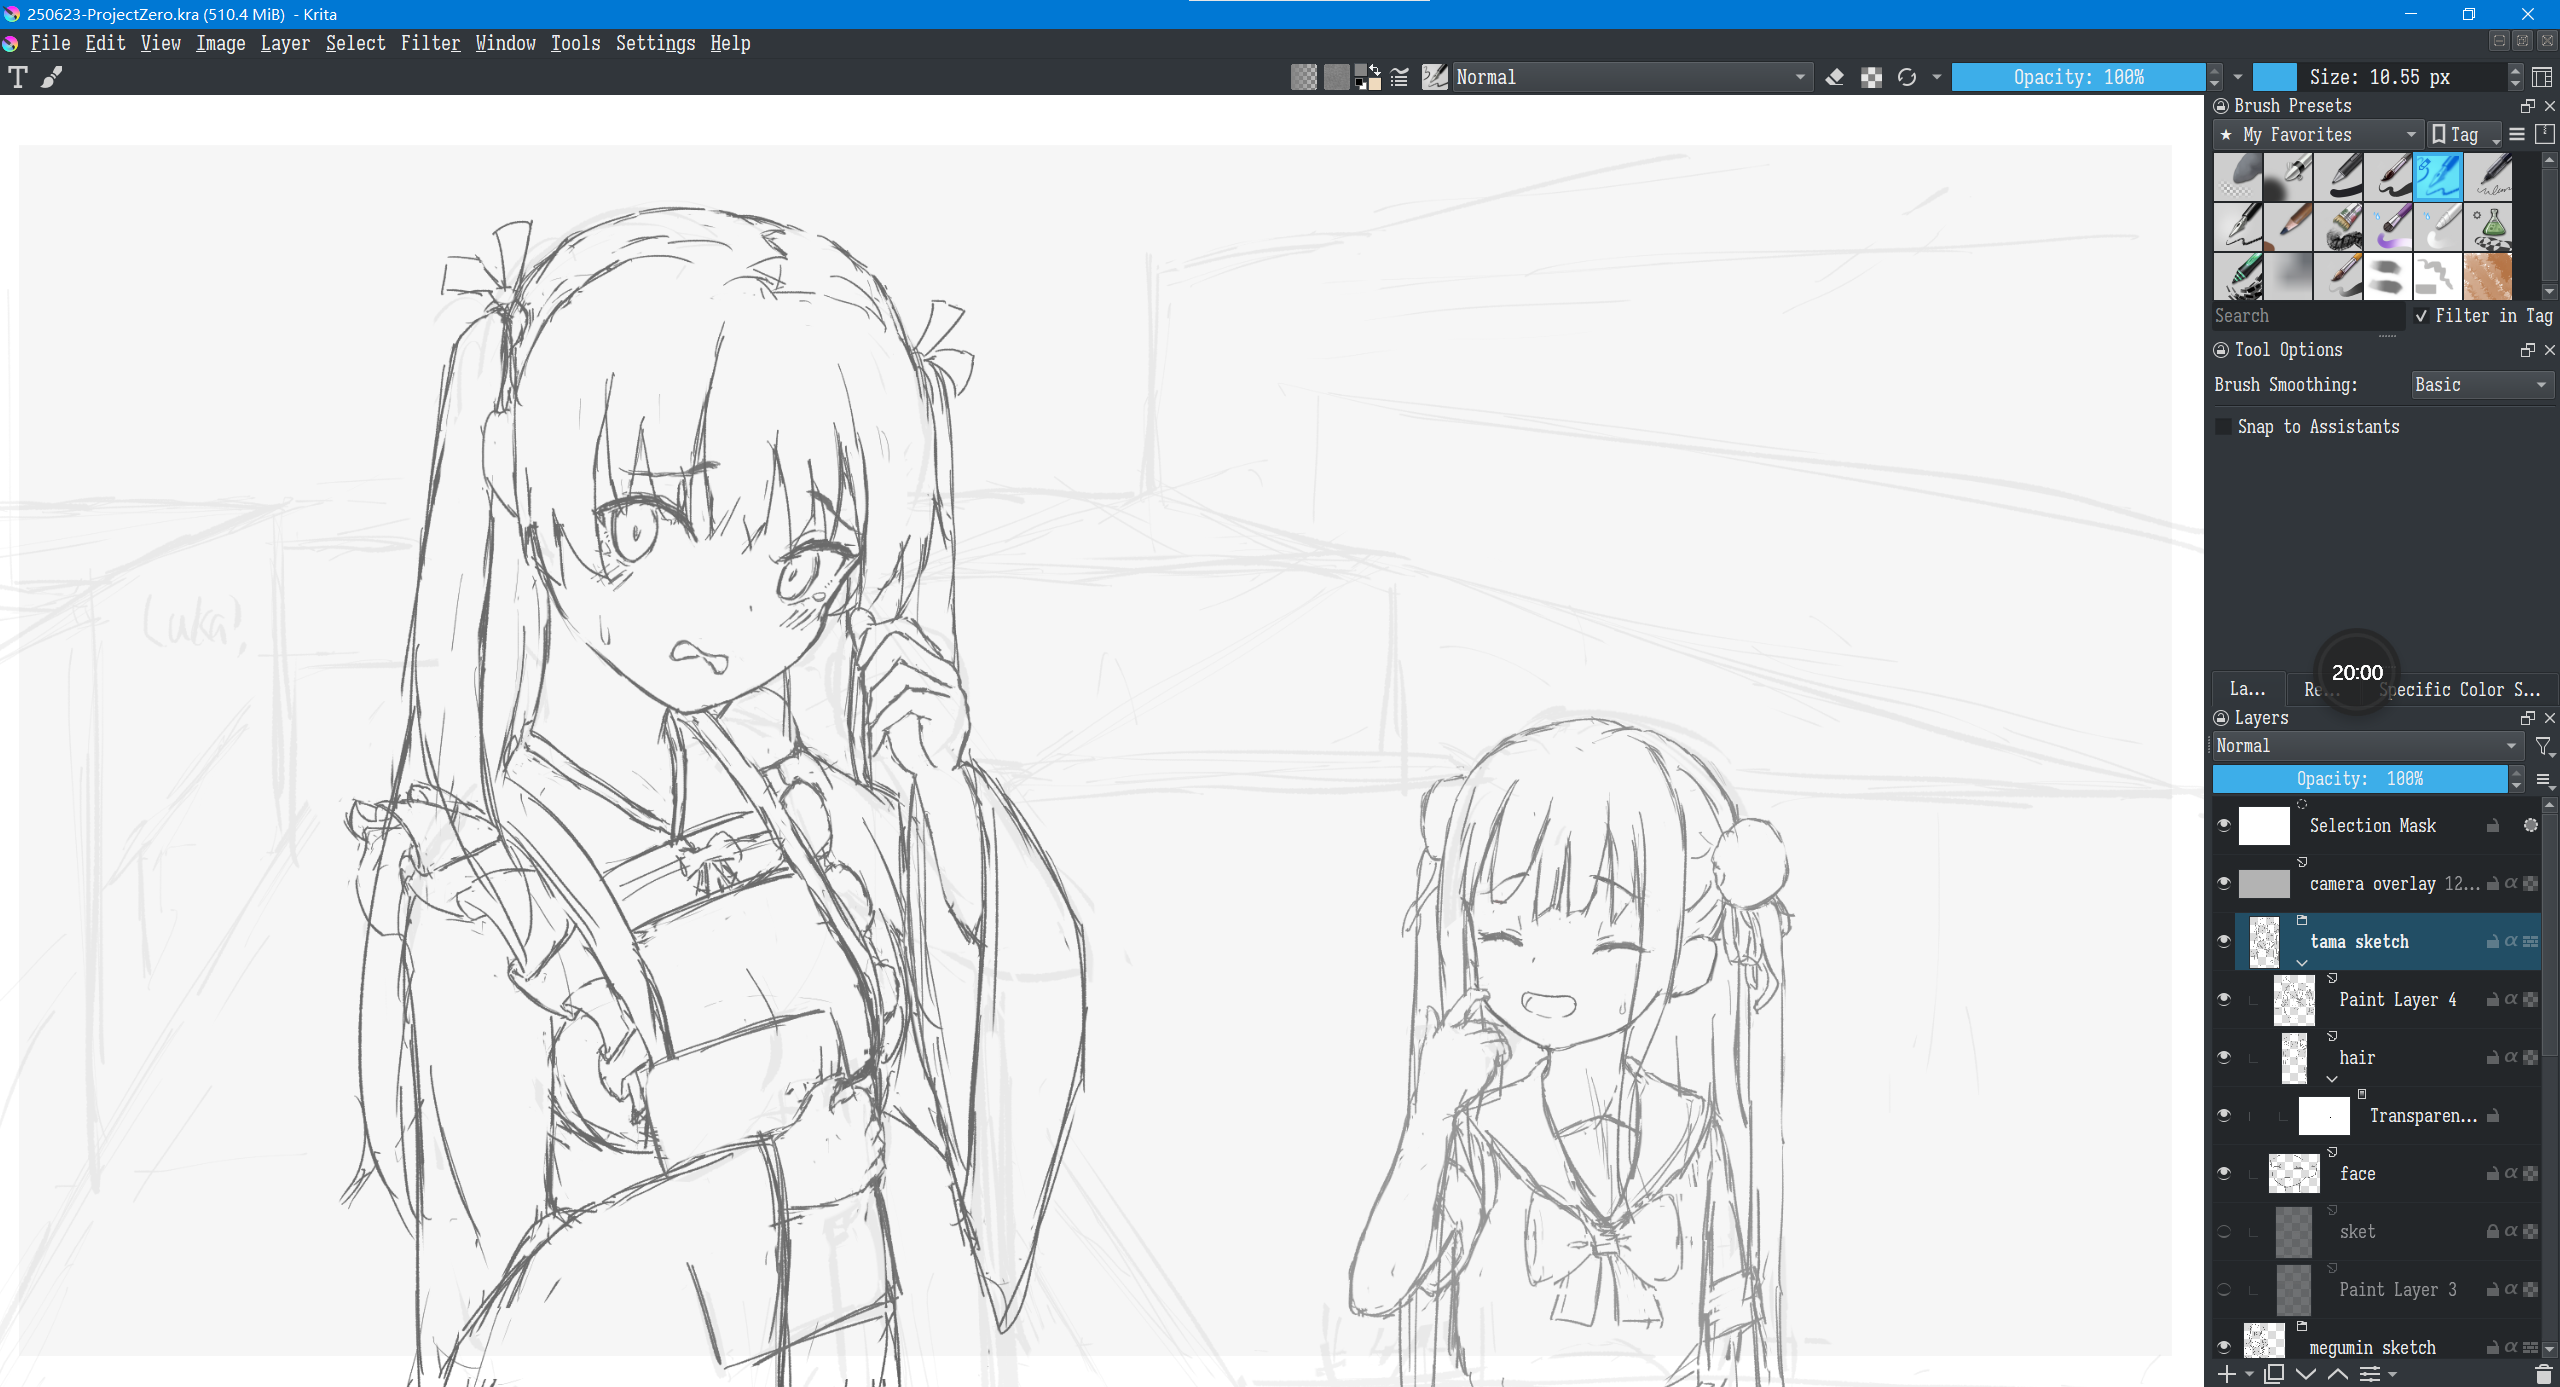 250623-ProjectZero.kra (510.4 MiB) - Krita
File Edit View Image Layer Select Filter Window Tools Settings Help
Normal
Opacity: 100%
Size: 10.55 px
Brush Presets
My Favorites
Tag
Search
Filter in Tag
Tool Options
Brush Smoothing: Basic
Snap to Assistants
Luka!
20:00
La... Re... Specific Color S...
Layers
Normal
Opacity: 100%
Selection Mask
camera overlay 12...
tama sketch
Paint Layer 4
hair
Transparen...
face
sket
Paint Layer 3
megumin sketch